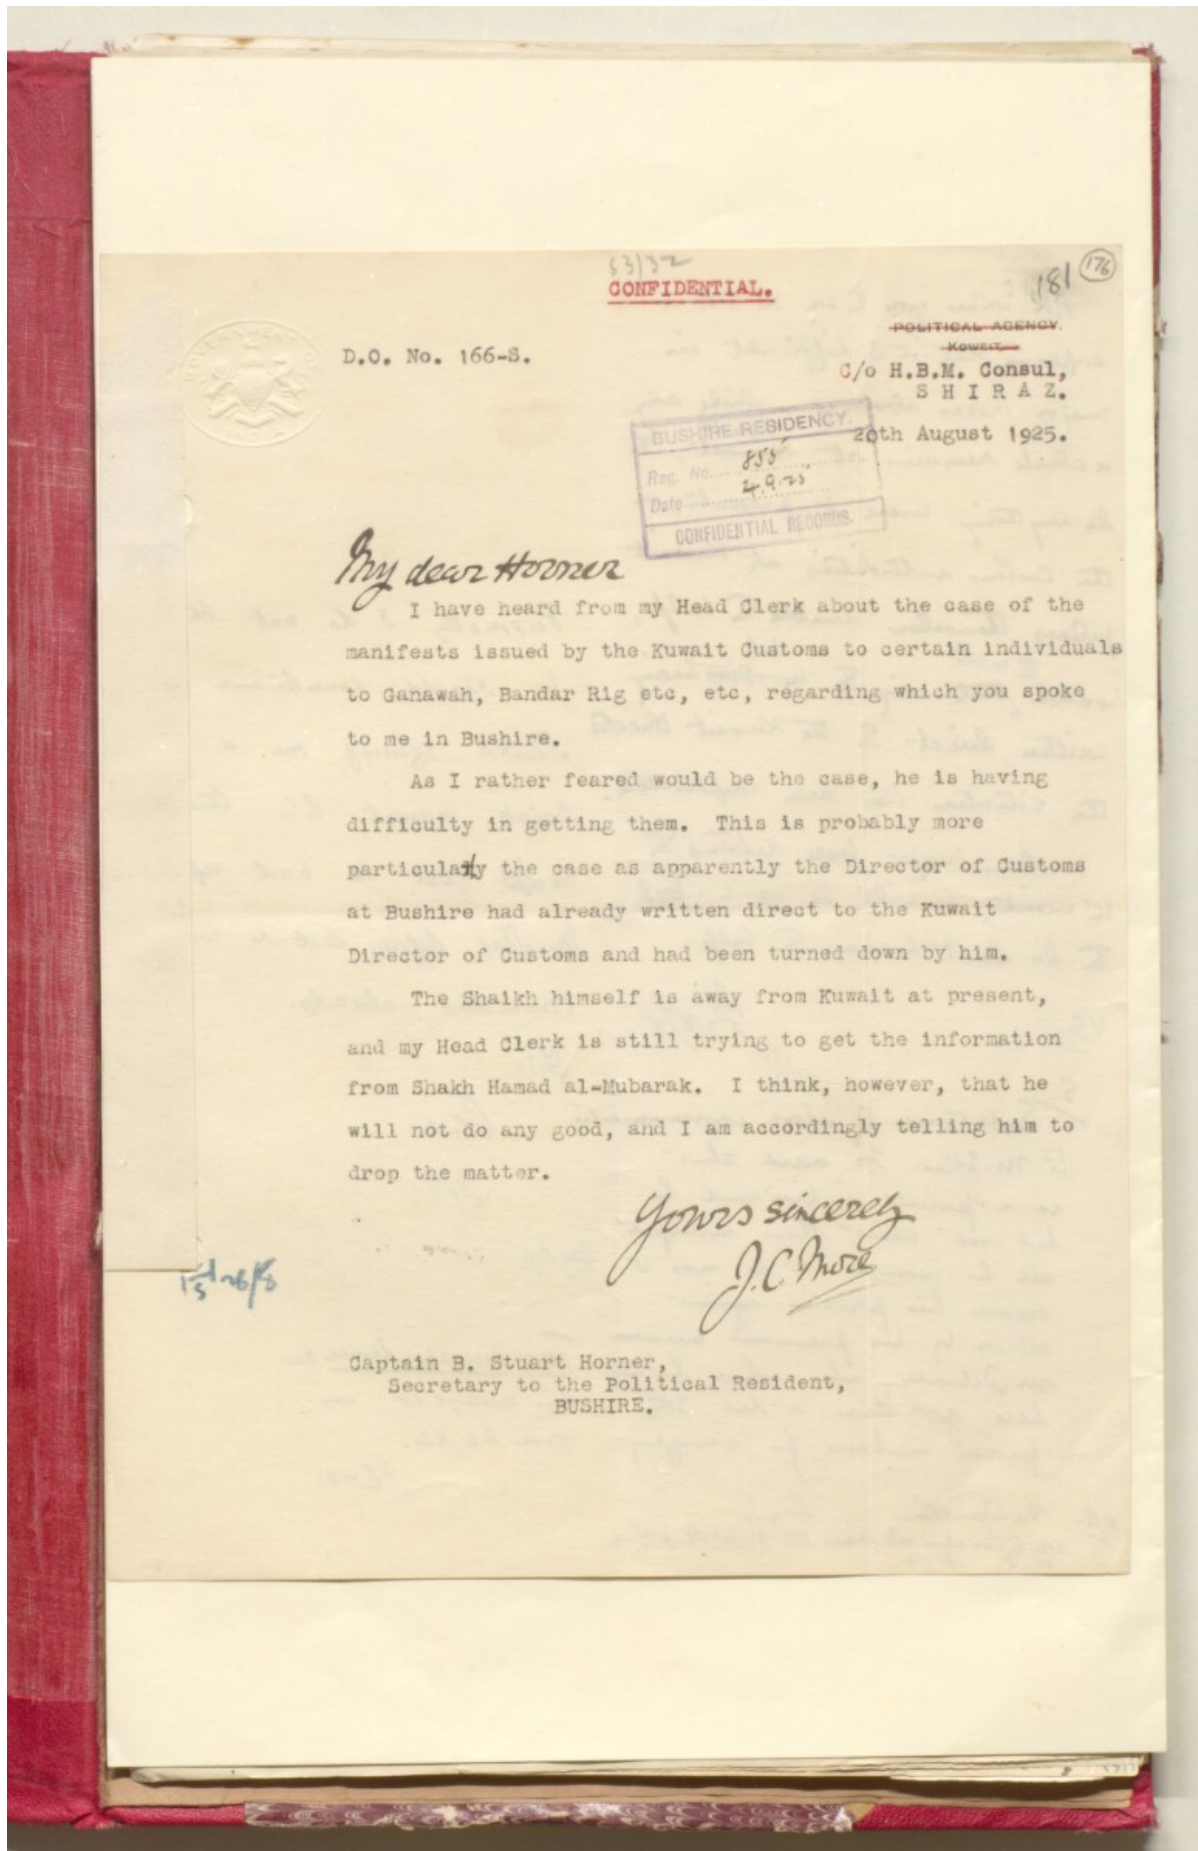 53/32
CONFIDENTIAL.
181
176
POLITICAL AGENCY,
KOWEIT.
D.O. No. 166-S.
C/o H.B.M. Consul,
SHIRAZ.
20th August 1925.
BUSHIRE RESIDENCY.
Reg. No. 855
Date 4.9.25
CONFIDENTIAL RECORDS.
My dear Horner
I have heard from my Head Clerk about the case of the
manifests issued by the Kuwait Customs to certain individuals
to Ganawah, Bandar Rig etc, etc, regarding which you spoke
to me in Bushire.
As I rather feared would be the case, he is having
difficulty in getting them. This is probably more
particularly the case as apparently the Director of Customs
at Bushire had already written direct to the Kuwait
Director of Customs and had been turned down by him.
The Shaikh himself is away from Kuwait at present,
and my Head Clerk is still trying to get the information
from Shakh Hamad al-Mubarak. I think, however, that he
will not do any good, and I am accordingly telling him to
drop the matter.
Yours sincerely
J.C. More
Captain B. Stuart Horner,
Secretary to the Political Resident,
BUSHIRE.